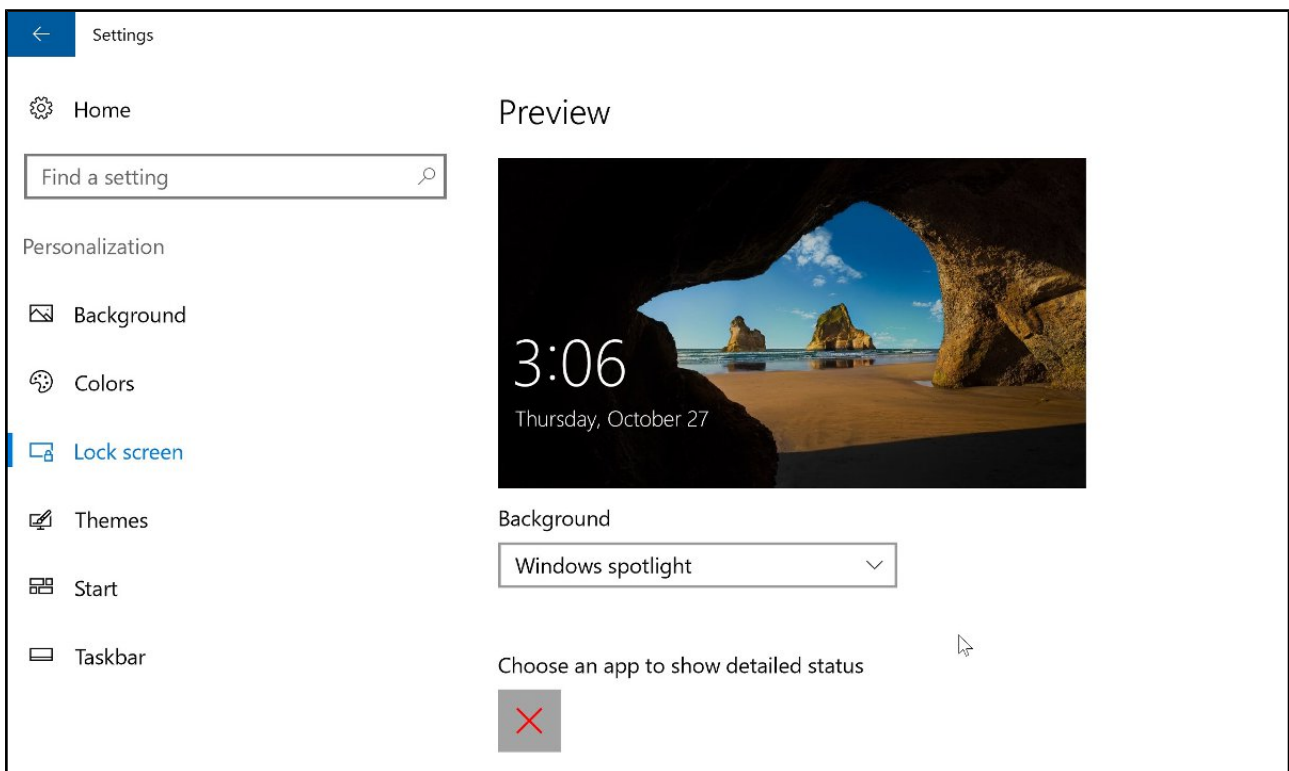 Settings
Home
Find a setting
Personalization
Background
Colors
Lock screen
Themes
Start
Taskbar
Preview
3:06
Thursday, October 27
Background
Windows spotlight
Choose an app to show detailed status